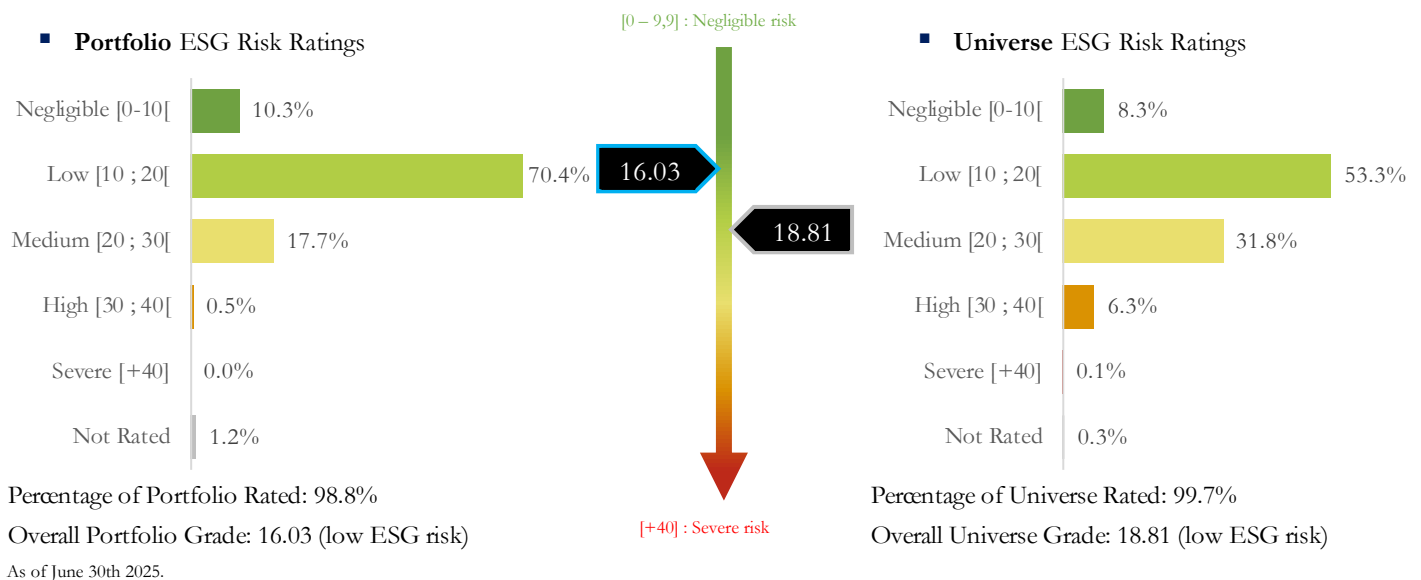 ▪ Portfolio ESG Risk Ratings
Negligible [0-10[ 10.3%
Low [10 ; 20[ 70.4%
Medium [20 ; 30[ 17.7%
High [30 ; 40[ 0.5%
Severe [+40] 0.0%
Not Rated 1.2%
Percentage of Portfolio Rated: 98.8%
Overall Portfolio Grade: 16.03 (low ESG risk)
As of June 30th 2025.
[0 – 9,9] : Negligible risk
16.03
18.81
[+40] : Severe risk
▪ Universe ESG Risk Ratings
Negligible [0-10[ 8.3%
Low [10 ; 20[ 53.3%
Medium [20 ; 30[ 31.8%
High [30 ; 40[ 6.3%
Severe [+40] 0.1%
Not Rated 0.3%
Percentage of Universe Rated: 99.7%
Overall Universe Grade: 18.81 (low ESG risk)